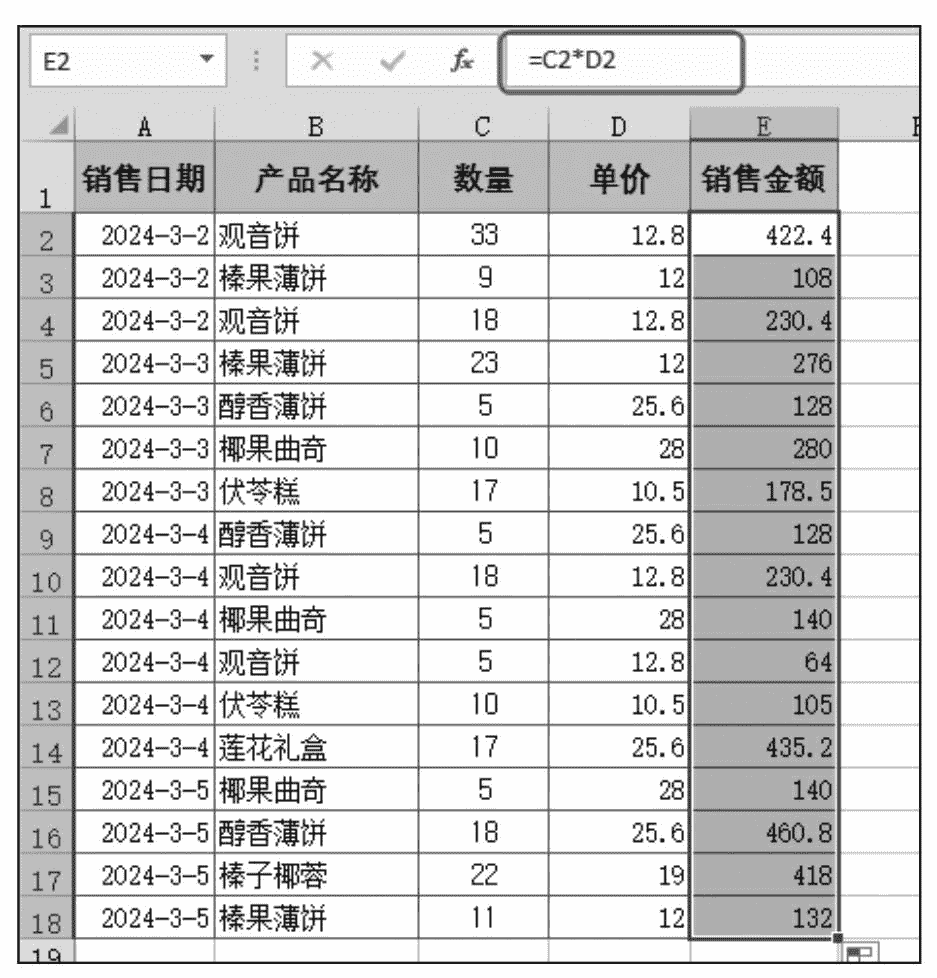 E2 fx =C2*D2
A B C D E
1 销售日期 产品名称 数量 单价 销售金额
2 2024-3-2 观音饼 33 12.8 422.4
3 2024-3-2 榛果薄饼 9 12 108
4 2024-3-2 观音饼 18 12.8 230.4
5 2024-3-3 榛果薄饼 23 12 276
6 2024-3-3 醇香薄饼 5 25.6 128
7 2024-3-3 椰果曲奇 10 28 280
8 2024-3-3 伏苓糕 17 10.5 178.5
9 2024-3-4 醇香薄饼 5 25.6 128
10 2024-3-4 观音饼 18 12.8 230.4
11 2024-3-4 椰果曲奇 5 28 140
12 2024-3-4 观音饼 5 12.8 64
13 2024-3-4 伏苓糕 10 10.5 105
14 2024-3-4 莲花礼盒 17 25.6 435.2
15 2024-3-5 椰果曲奇 5 28 140
16 2024-3-5 醇香薄饼 18 25.6 460.8
17 2024-3-5 榛子椰蓉 22 19 418
18 2024-3-5 榛果薄饼 11 12 132
19